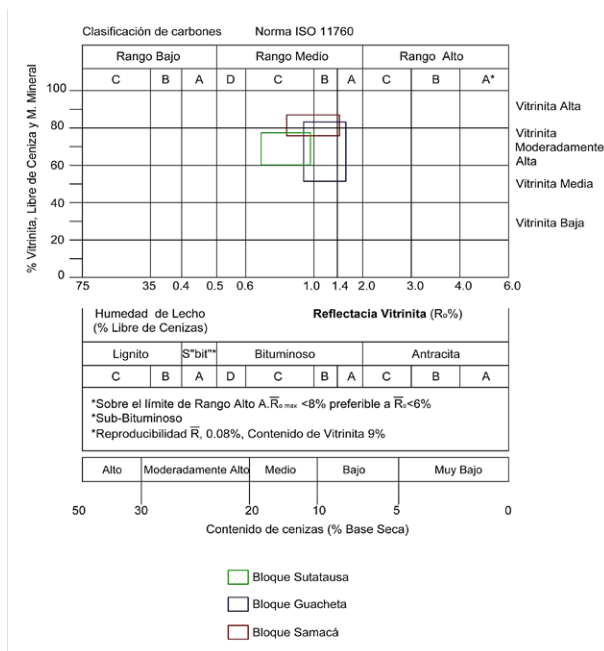 Clasificación de carbones Norma ISO 11760
Rango Bajo Rango Medio Rango Alto
C B A D C B A C B A*
% Vitrinita, Libre de Ceniza y M. Mineral
100
80
60
40
20
0
Vitrinita Alta
Vitrinita
Moderadamente
Alta
Vitrinita Media
Vitrinita Baja
75 35 0.4 0.5 0.6 1.0 1.4 2.0 3.0 4.0 6.0
Humedad de Lecho
(% Libre de Cenizas)
Reflectacia Vitrinita (Ro%)
Lignito S"bit"* Bituminoso Antracita
C B A D C B A C B A
*Sobre el límite de Rango Alto A.R̅o max <8% preferible a R̅o<6%
*Sub-Bituminoso
*Reproducibilidad R̅, 0.08%, Contenido de Vitrinita 9%
Alto Moderadamente Alto Medio Bajo Muy Bajo
50 30 20 10 5 0
Contenido de cenizas (% Base Seca)
Bloque Sutatausa
Bloque Guacheta
Bloque Samacá